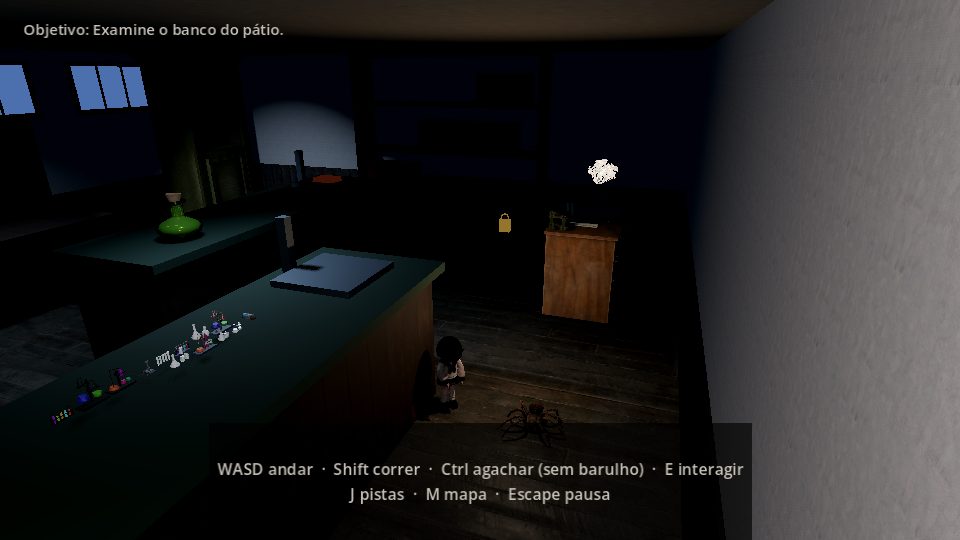 Objetivo: Examine o banco do pátio.
WASD andar · Shift correr · Ctrl agachar (sem barulho) · E interagir
J pistas · M mapa · Escape pausa